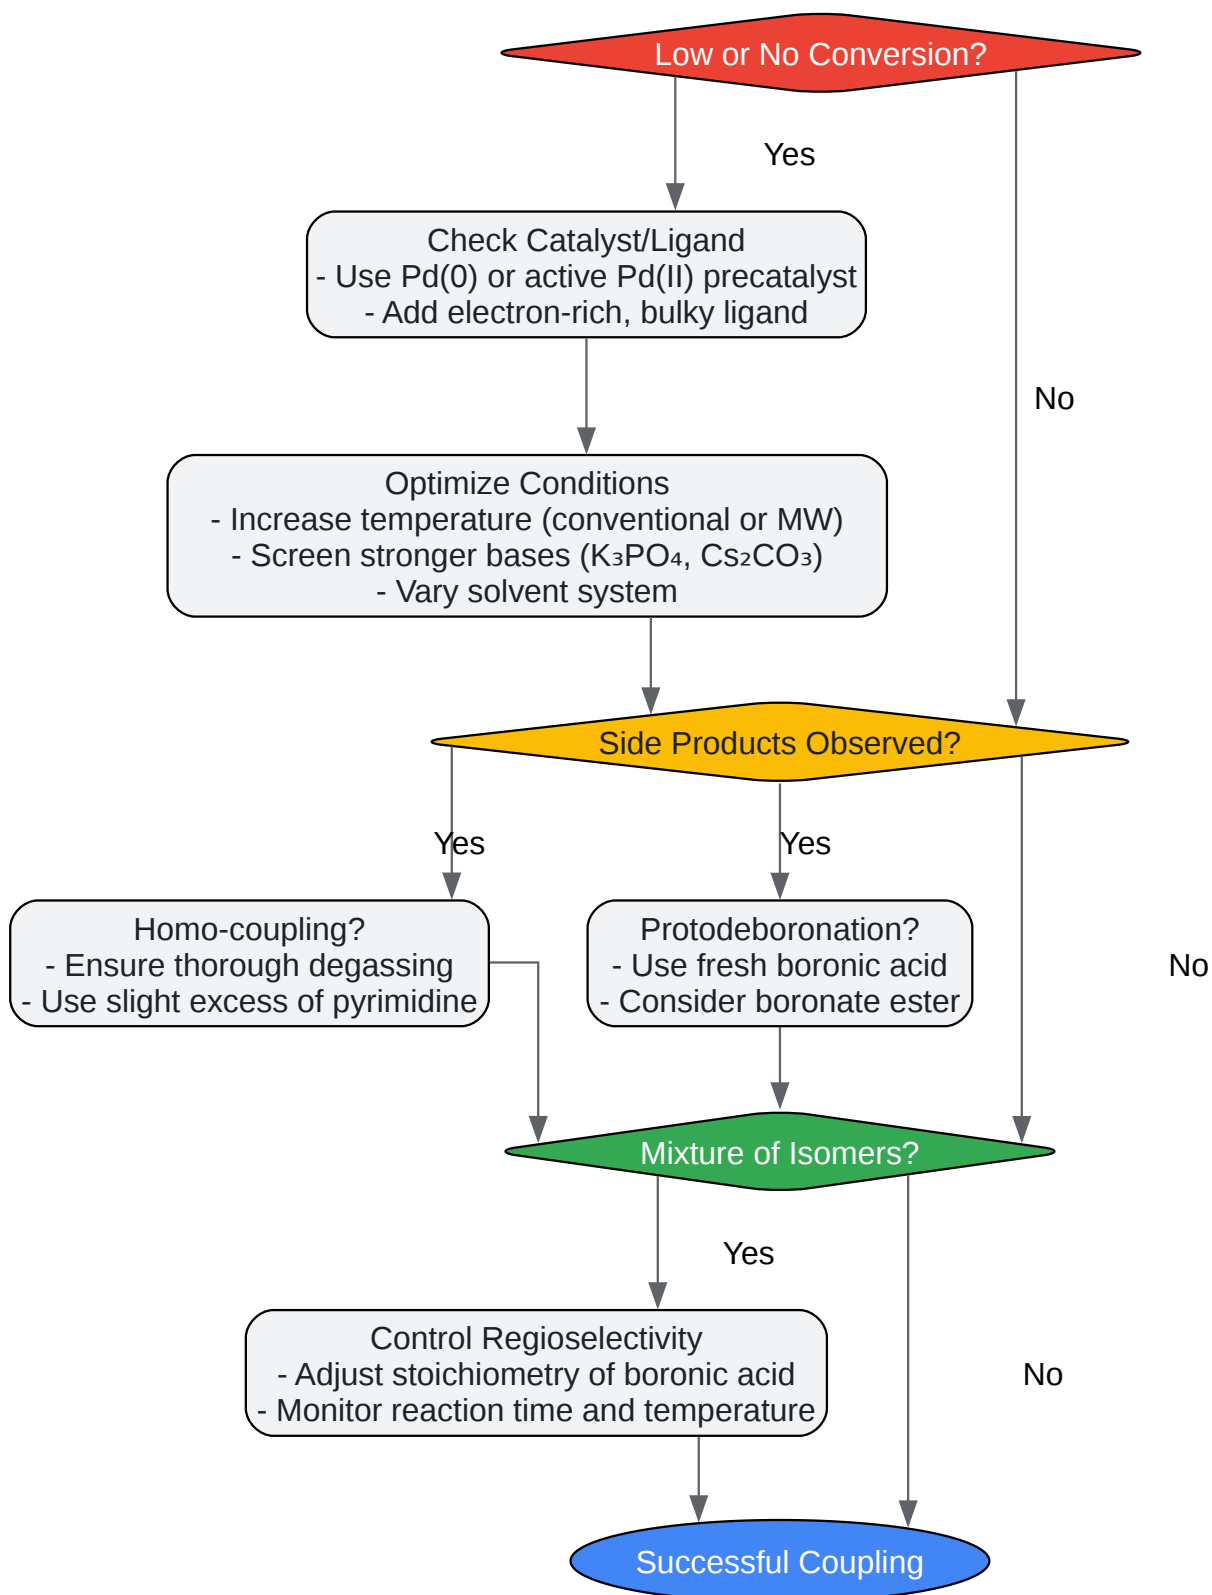 Low or No Conversion?
Yes
Check Catalyst/Ligand
- Use Pd(0) or active Pd(II) precatalyst
- Add electron-rich, bulky ligand
No
Optimize Conditions
- Increase temperature (conventional or MW)
- Screen stronger bases (K₃PO₄, Cs₂CO₃)
- Vary solvent system
Side Products Observed?
Yes
Yes
Homo-coupling?
- Ensure thorough degassing
- Use slight excess of pyrimidine
Protodeboronation?
- Use fresh boronic acid
- Consider boronate ester
No
Mixture of Isomers?
Yes
Control Regioselectivity
- Adjust stoichiometry of boronic acid
- Monitor reaction time and temperature
No
Successful Coupling